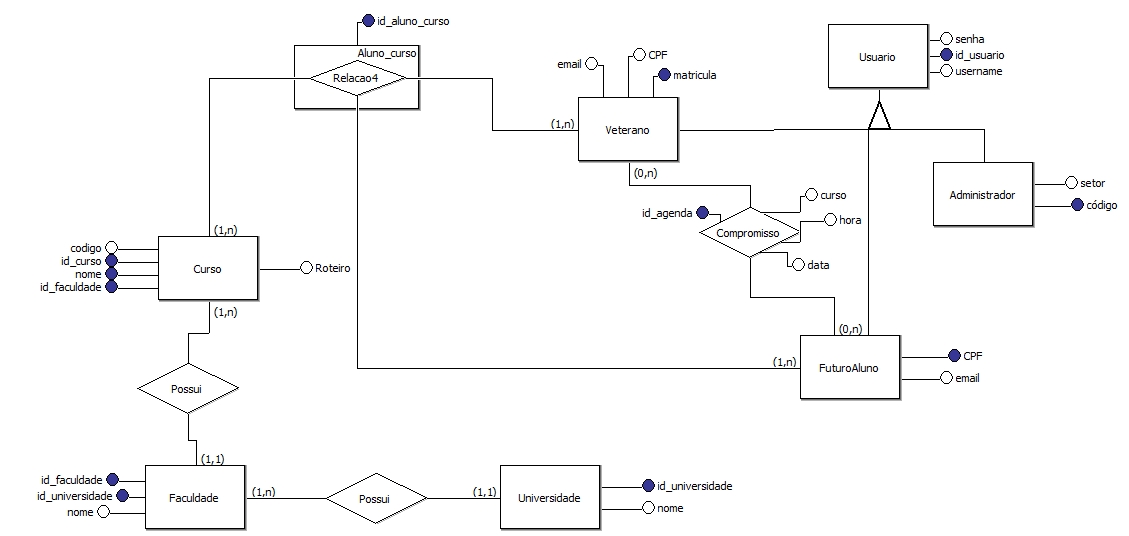 id_aluno_curso
Aluno_curso
Relacao4
email
CPF
matricula
(1,n)
Veterano
(0,n)
Usuario
senha
id_usuario
username
Administrador
setor
código
id_agenda
Compromisso
curso
hora
data
(1,n)
codigo
id_curso
nome
id_faculdade
Curso
Roteiro
(1,n)
(0,n)
(1,n)
FuturoAluno
CPF
email
Possui
(1,1)
id_faculdade
id_universidade
nome
Faculdade
(1,n)
Possui
(1,1)
Universidade
id_universidade
nome